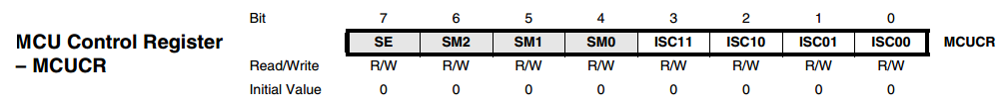 Bit 7 6 5 4 3 2 1 0
MCU Control Register
– MCUCR
SE SM2 SM1 SM0 ISC11 ISC10 ISC01 ISC00 MCUCR
Read/Write R/W R/W R/W R/W R/W R/W R/W R/W
Initial Value 0 0 0 0 0 0 0 0